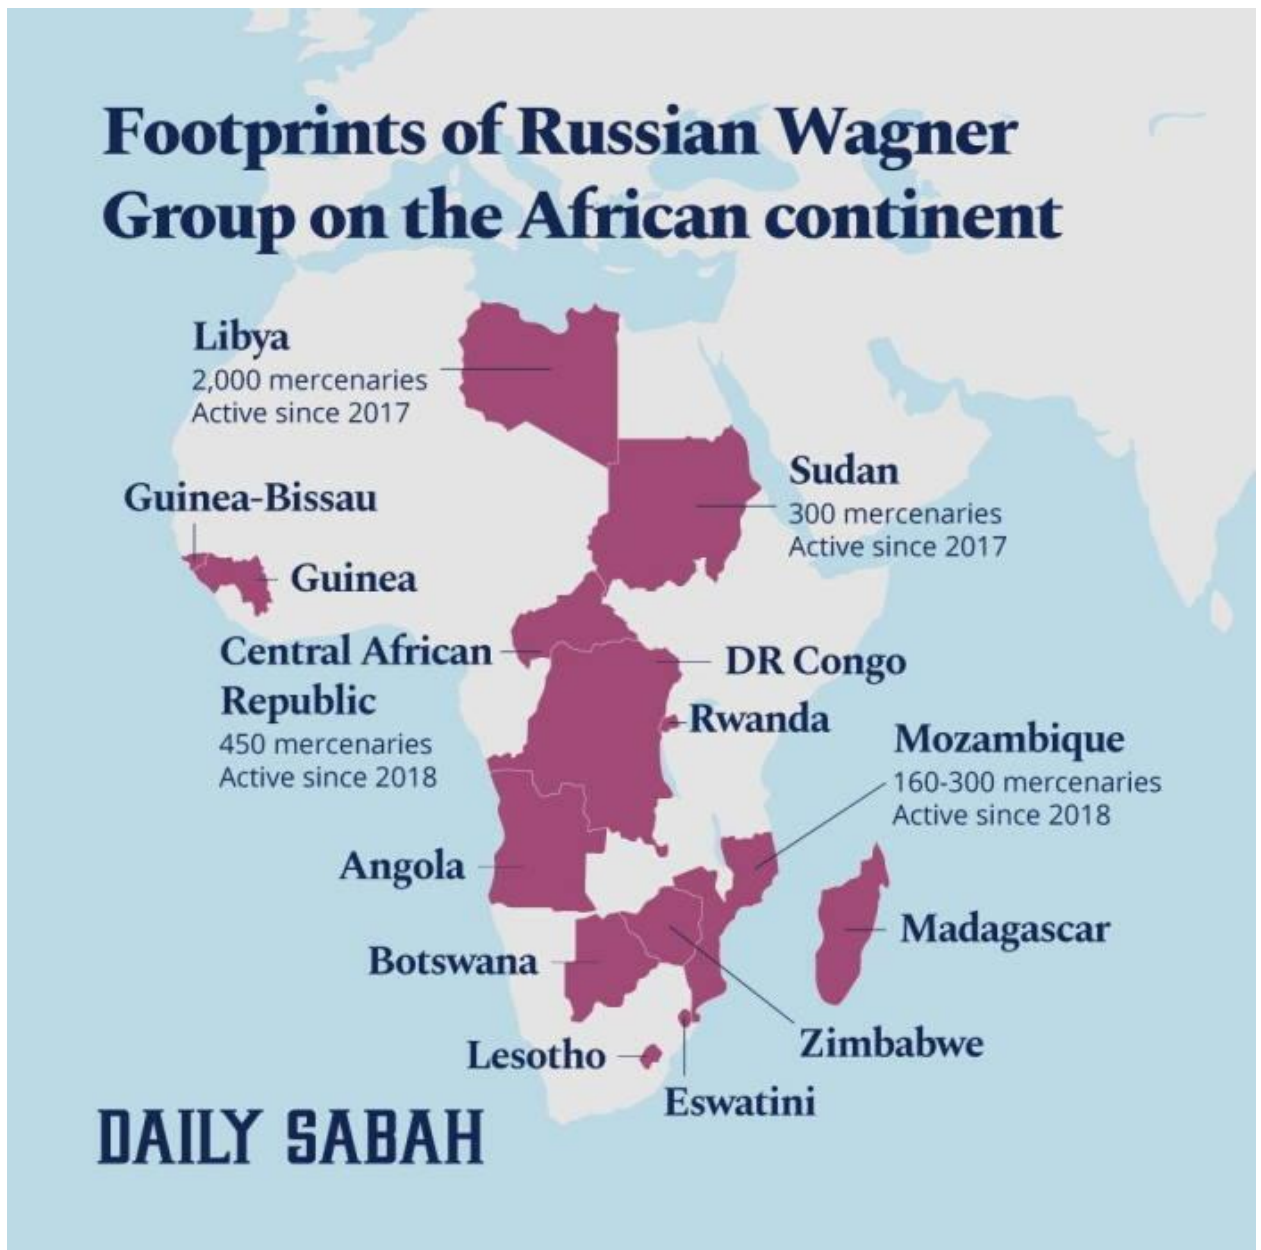 Footprints of Russian Wagner
Group on the African continent
Libya
2,000 mercenaries
Active since 2017
Sudan
300 mercenaries
Active since 2017
Guinea-Bissau
Guinea
Central African
Republic
450 mercenaries
Active since 2018
DR Congo
Rwanda
Mozambique
160-300 mercenaries
Active since 2018
Angola
Madagascar
Botswana
Zimbabwe
Lesotho
Eswatini
DAILY SABAH